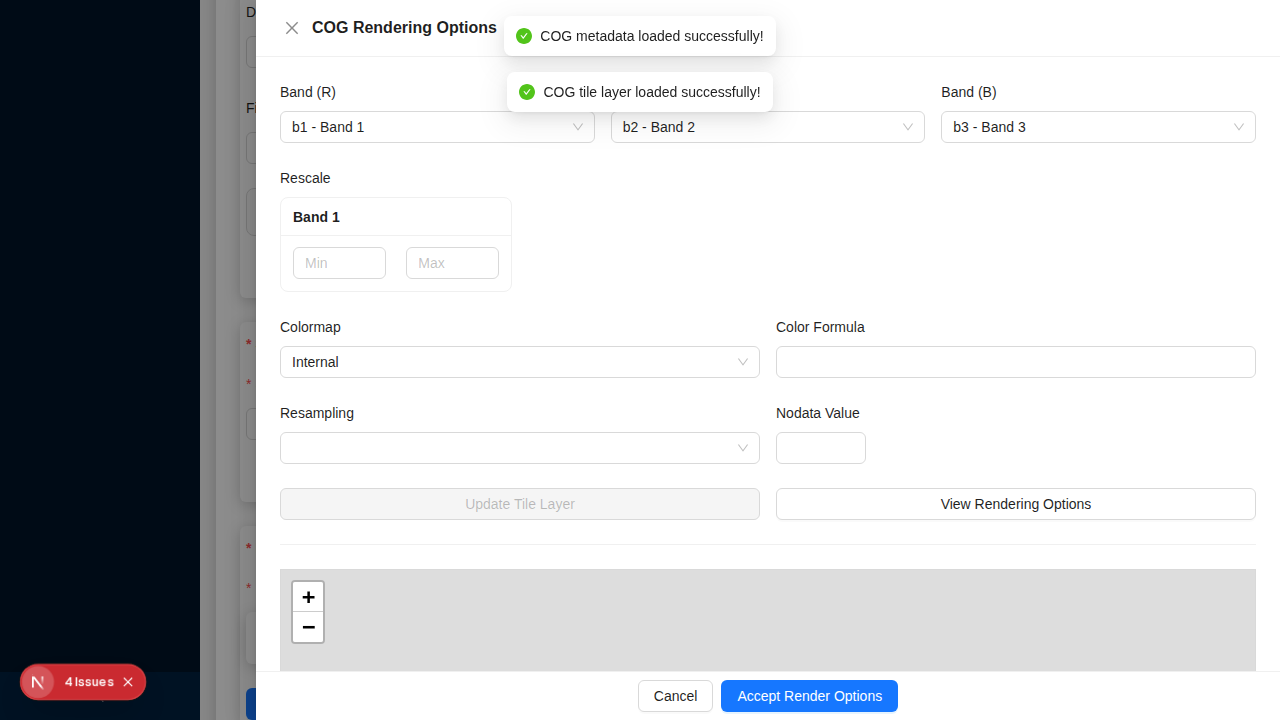 COG Rendering Options
COG metadata loaded successfully!
COG tile layer loaded successfully!
Band (R)
Band (B)
b1 - Band 1
b2 - Band 2
b3 - Band 3
Rescale
Band 1
Min
Max
Colormap
Color Formula
Internal
Resampling
Nodata Value
Update Tile Layer
View Rendering Options
+
−
4 Issues
Cancel
Accept Render Options
D
Fi
*
*
*
*